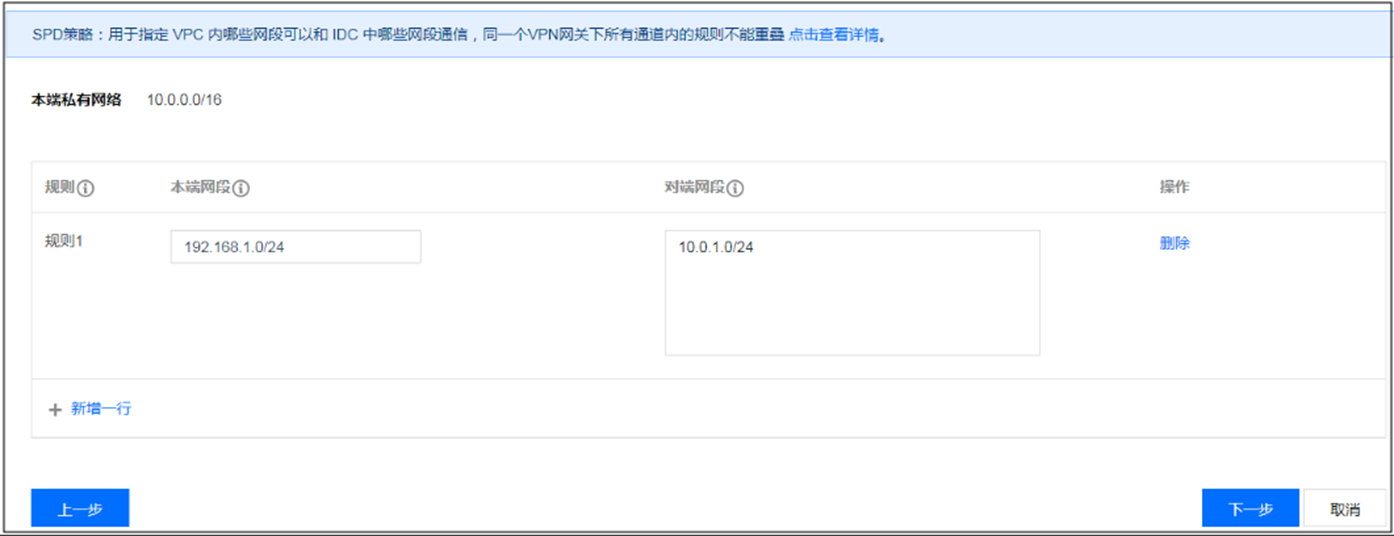 SPD策略：用于指定 VPC 内哪些网段可以和 IDC 中哪些网段通信，同一个VPN网关下所有通道内的规则不能重叠 点击查看详情。
本端私有网络 10.0.0.0/16
规则 本端网段 对端网段 操作
规则1 192.168.1.0/24 10.0.1.0/24 删除
+ 新增一行
上一步 下一步 取消